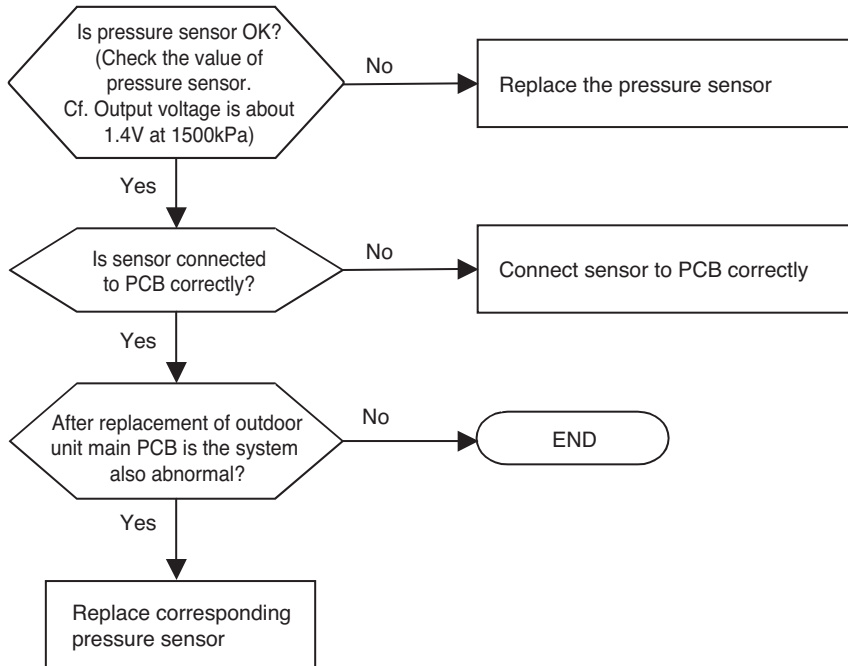 Is pressure sensor OK?
(Check the value of
pressure sensor.
Cf. Output voltage is about
1.4V at 1500kPa)
No
Replace the pressure sensor
Yes
Is sensor connected
to PCB correctly?
No
Connect sensor to PCB correctly
Yes
After replacement of outdoor
unit main PCB is the system
also abnormal?
No
END
Yes
Replace corresponding
pressure sensor